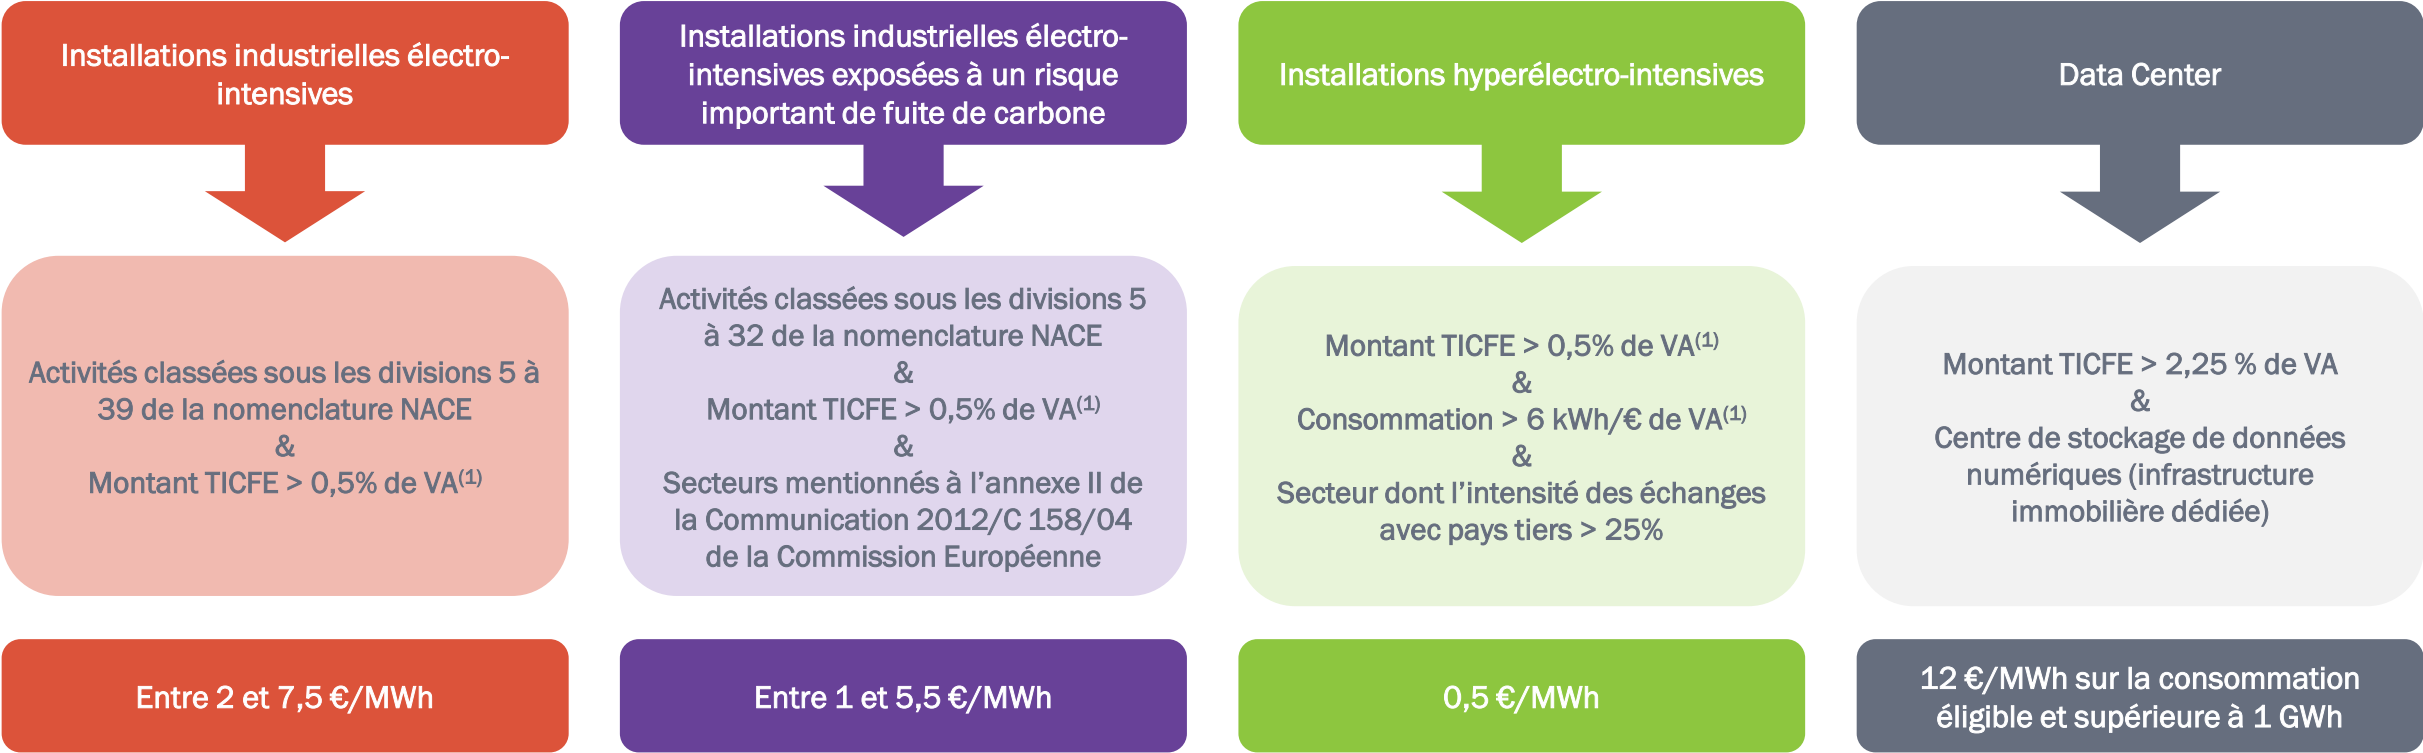 Installations industrielles électro-
intensives
Activités classées sous les divisions 5 à
39 de la nomenclature NACE
&
Montant TICFE > 0,5% de VA(1)
Entre 2 et 7,5 €/MWh
Installations industrielles électro-
intensives exposées à un risque
important de fuite de carbone
Activités classées sous les divisions 5
à 32 de la nomenclature NACE
&
Montant TICFE > 0,5% de VA(1)
&
Secteurs mentionnés à l’annexe II de
la Communication 2012/C 158/04
de la Commission Européenne
Entre 1 et 5,5 €/MWh
Installations hyperélectro-intensives
Montant TICFE > 0,5% de VA(1)
&
Consommation > 6 kWh/€ de VA(1)
&
Secteur dont l’intensité des échanges
avec pays tiers > 25%
0,5 €/MWh
Data Center
Montant TICFE > 2,25 % de VA
&
Centre de stockage de données
numériques (infrastructure
immobilière dédiée)
12 €/MWh sur la consommation
éligible et supérieure à 1 GWh